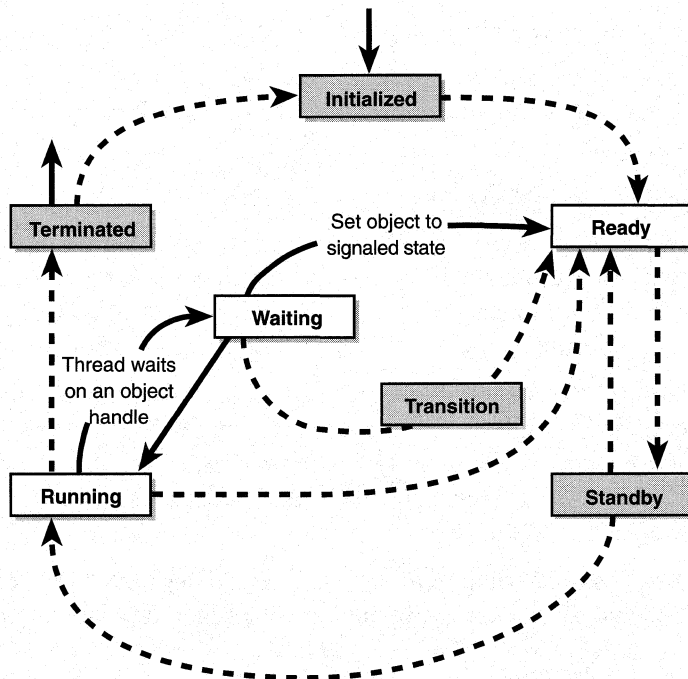 Initialized
Terminated
Ready
Set object to
signaled state
Waiting
Thread waits
on an object
handle
Transition
Running
Standby